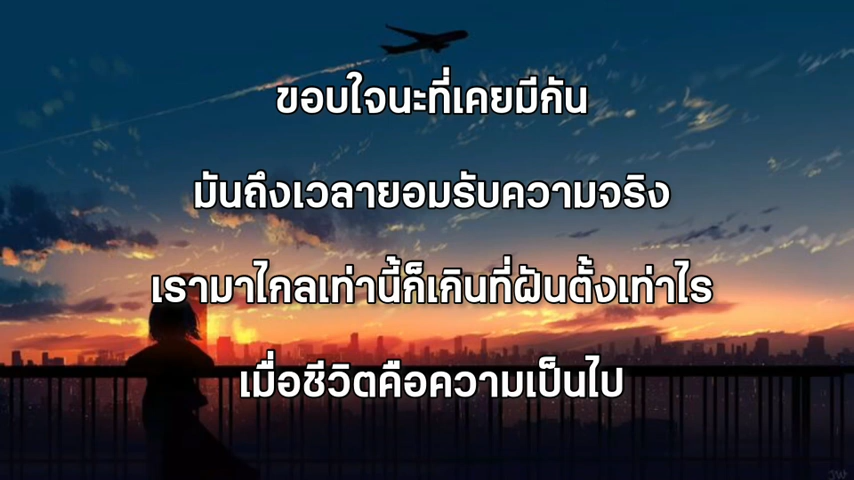 ขอบใจนะที่เคยมีกัน
มันถึงเวลายอมรับความจริง
เรามาไกลเท่านี้ก็เกินที่ฝันตั้งเท่าไร
เมื่อชีวิตคือความเป็นไป